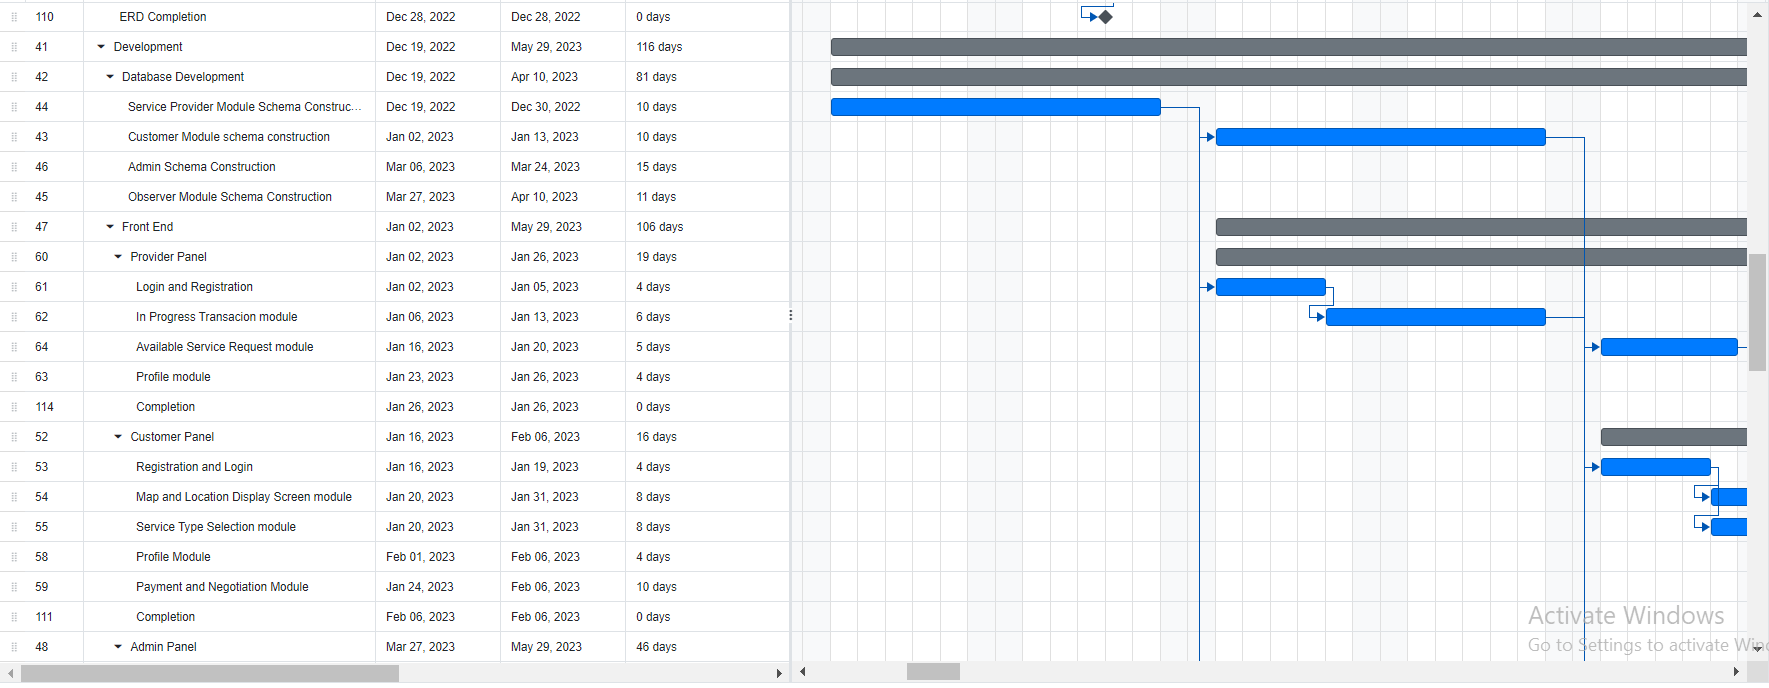 110 ERD Completion Dec 28, 2022 Dec 28, 2022 0 days
41 Development Dec 19, 2022 May 29, 2023 116 days
42 Database Development Dec 19, 2022 Apr 10, 2023 81 days
44 Service Provider Module Schema Construc... Dec 19, 2022 Dec 30, 2022 10 days
43 Customer Module schema construction Jan 02, 2023 Jan 13, 2023 10 days
46 Admin Schema Construction Mar 06, 2023 Mar 24, 2023 15 days
45 Observer Module Schema Construction Mar 27, 2023 Apr 10, 2023 11 days
47 Front End Jan 02, 2023 May 29, 2023 106 days
60 Provider Panel Jan 02, 2023 Jan 26, 2023 19 days
61 Login and Registration Jan 02, 2023 Jan 05, 2023 4 days
62 In Progress Transacion module Jan 06, 2023 Jan 13, 2023 6 days
64 Available Service Request module Jan 16, 2023 Jan 20, 2023 5 days
63 Profile module Jan 23, 2023 Jan 26, 2023 4 days
114 Completion Jan 26, 2023 Jan 26, 2023 0 days
52 Customer Panel Jan 16, 2023 Feb 06, 2023 16 days
53 Registration and Login Jan 16, 2023 Jan 19, 2023 4 days
54 Map and Location Display Screen module Jan 20, 2023 Jan 31, 2023 8 days
55 Service Type Selection module Jan 20, 2023 Jan 31, 2023 8 days
58 Profile Module Feb 01, 2023 Feb 06, 2023 4 days
59 Payment and Negotiation Module Jan 24, 2023 Feb 06, 2023 10 days
111 Completion Feb 06, 2023 Feb 06, 2023 0 days
48 Admin Panel Mar 27, 2023 May 29, 2023 46 days
Activate Windows
Go to Settings to activate Win